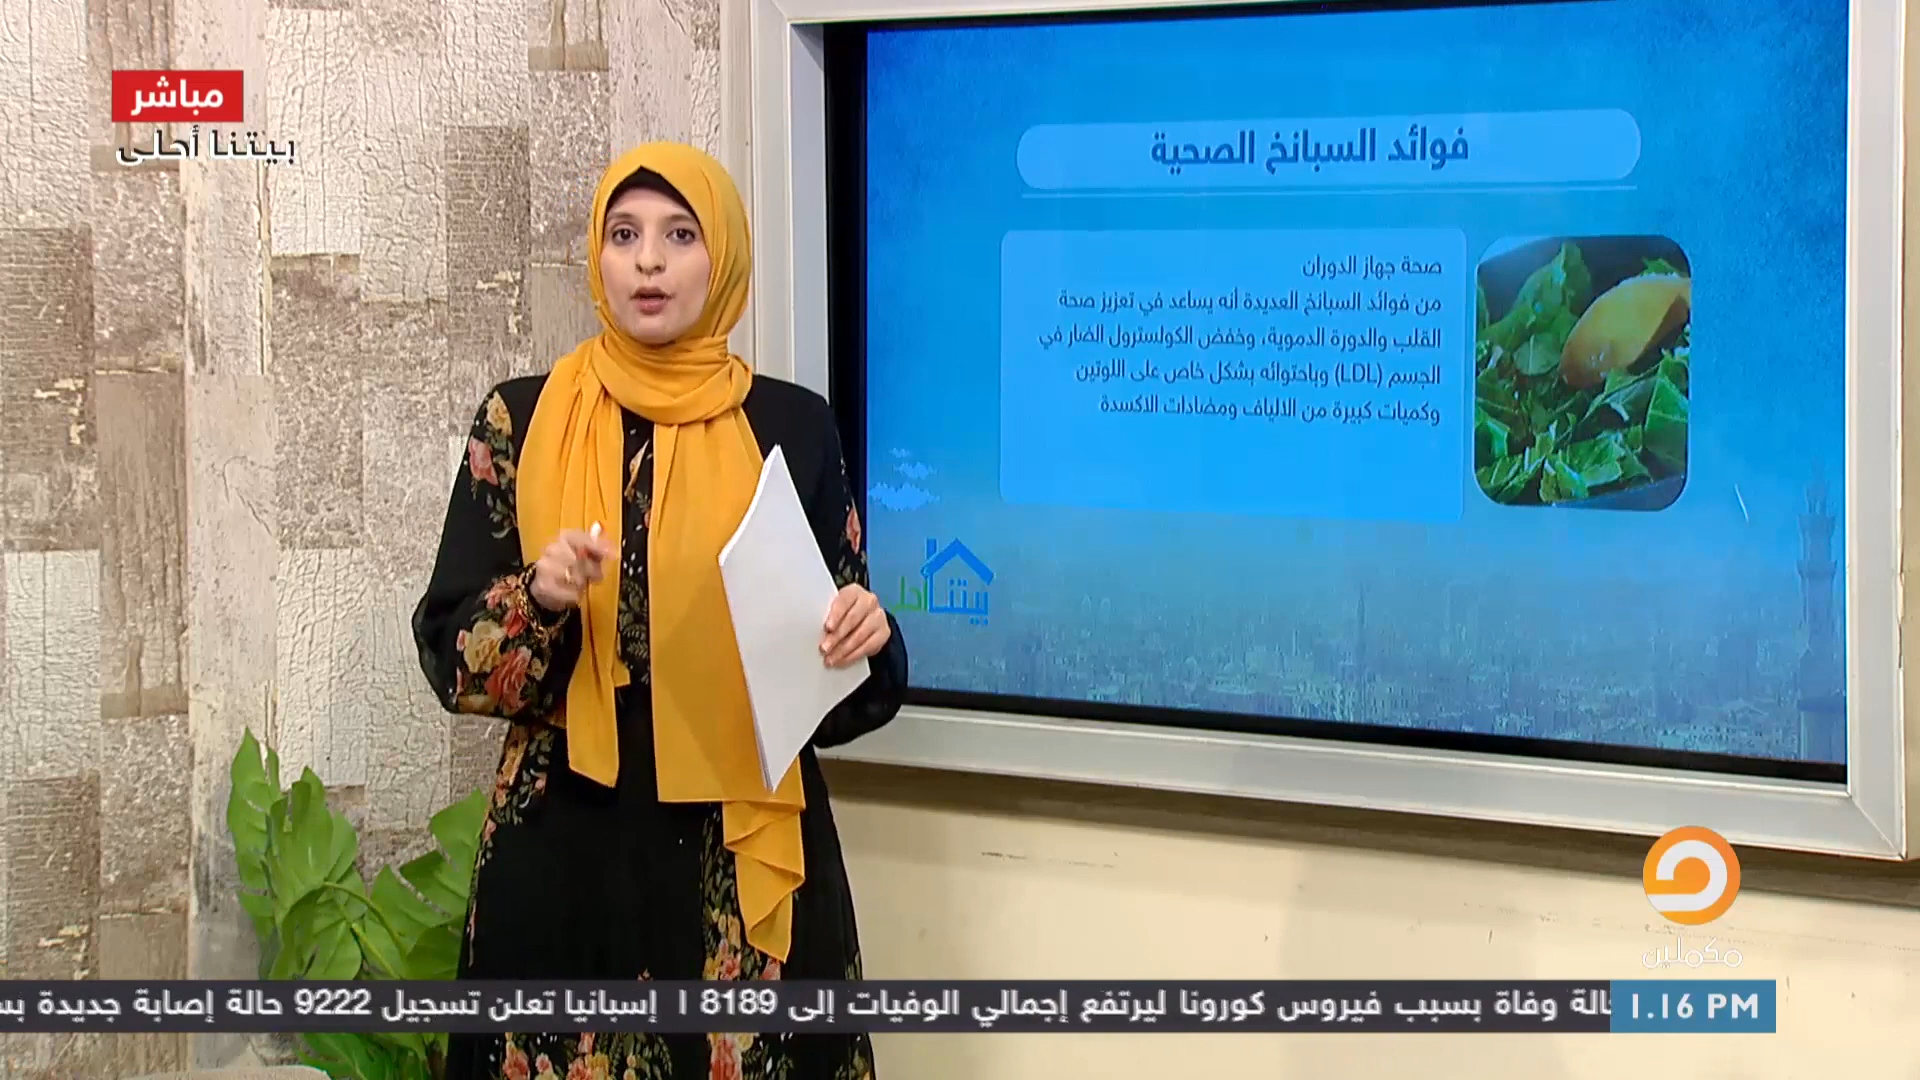 مباشر
بيتنا أحلى
فوائد السبانخ الصحية
صحة جهاز الدوران
من فوائد السبانخ العديدة أنه يساعد في تعزيز صحة
القلب والدورة الدموية، وخفض الكولسترول الضار في
الجسم (LDL) وباحتوائه بشكل خاص على اللوتين
وكميات كبيرة من الالياف ومضادات الاكسدة
بيتنا
مكملين
وفاة بسبب فيروس كورونا ليرتفع إجمالي الوفيات إلى 8189 | إسبانيا تعلن تسجيل 9222 حالة إصابة جديدة
1.16 PM